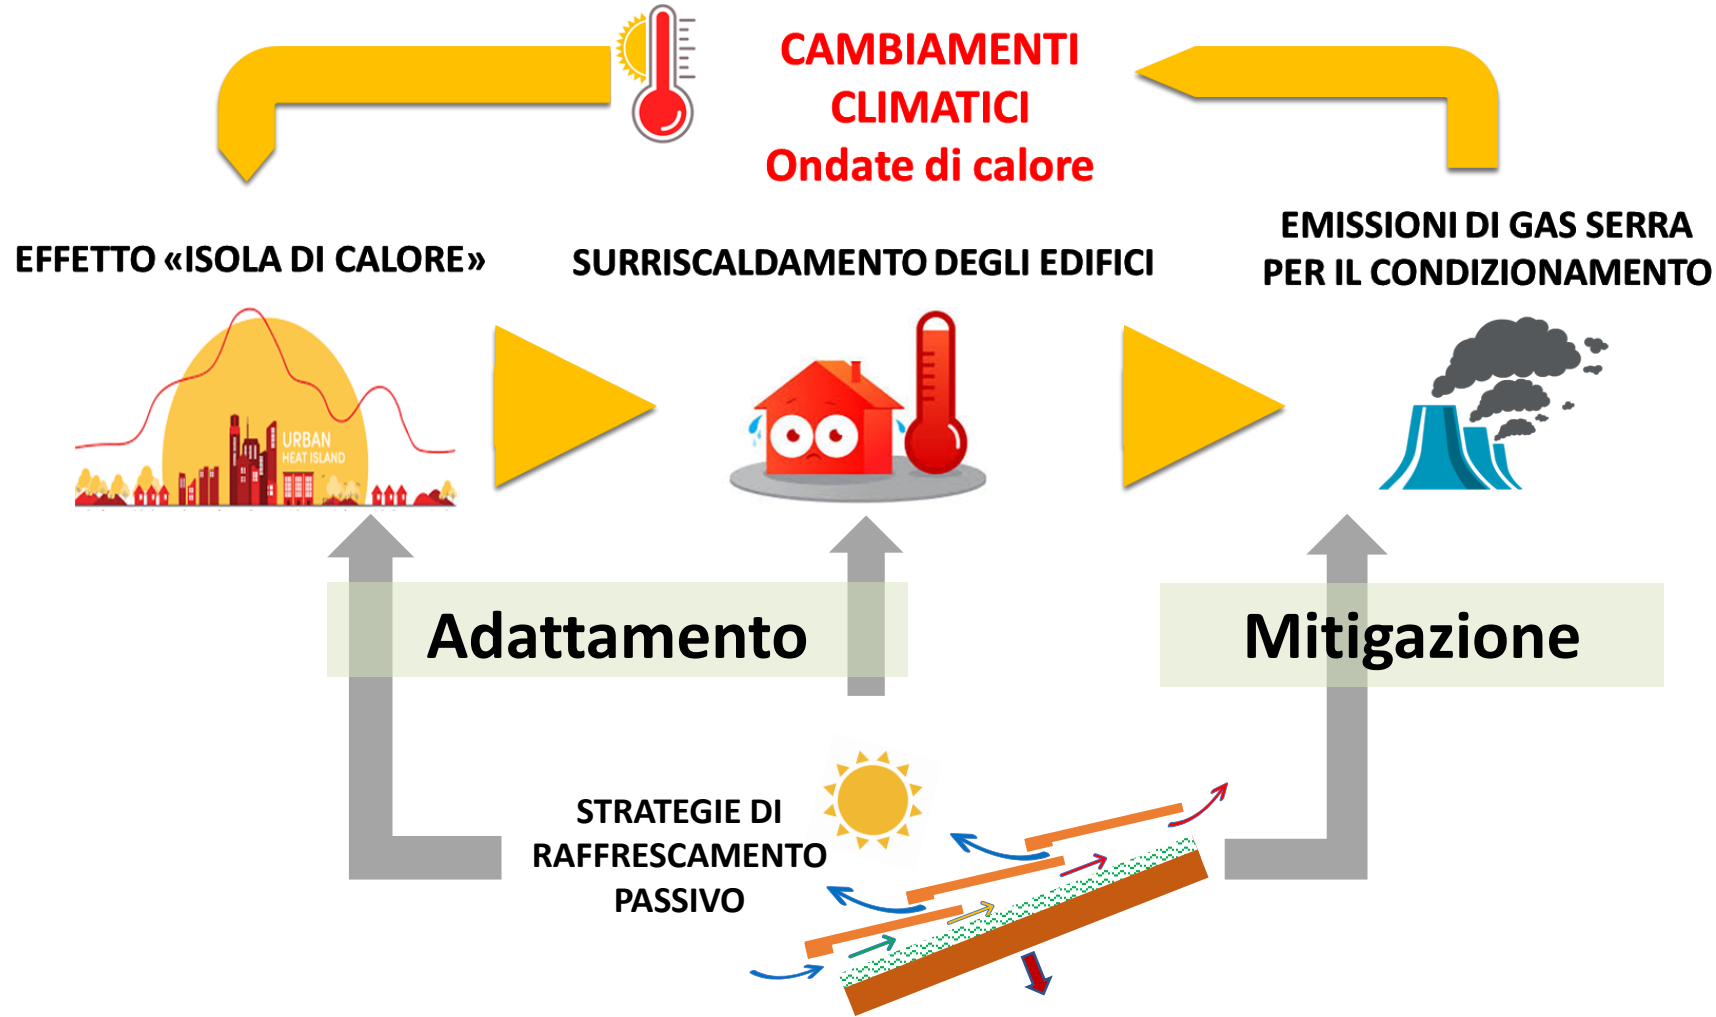 CAMBIAMENTI
CLIMATICI
Ondate di calore
EFFETTO «ISOLA DI CALORE»
SURRISCALDAMENTO DEGLI EDIFICI
EMISSIONI DI GAS SERRA
PER IL CONDIZIONAMENTO
URBAN
HEAT ISLAND
Adattamento
Mitigazione
STRATEGIE DI
RAFFRESCAMENTO
PASSIVO